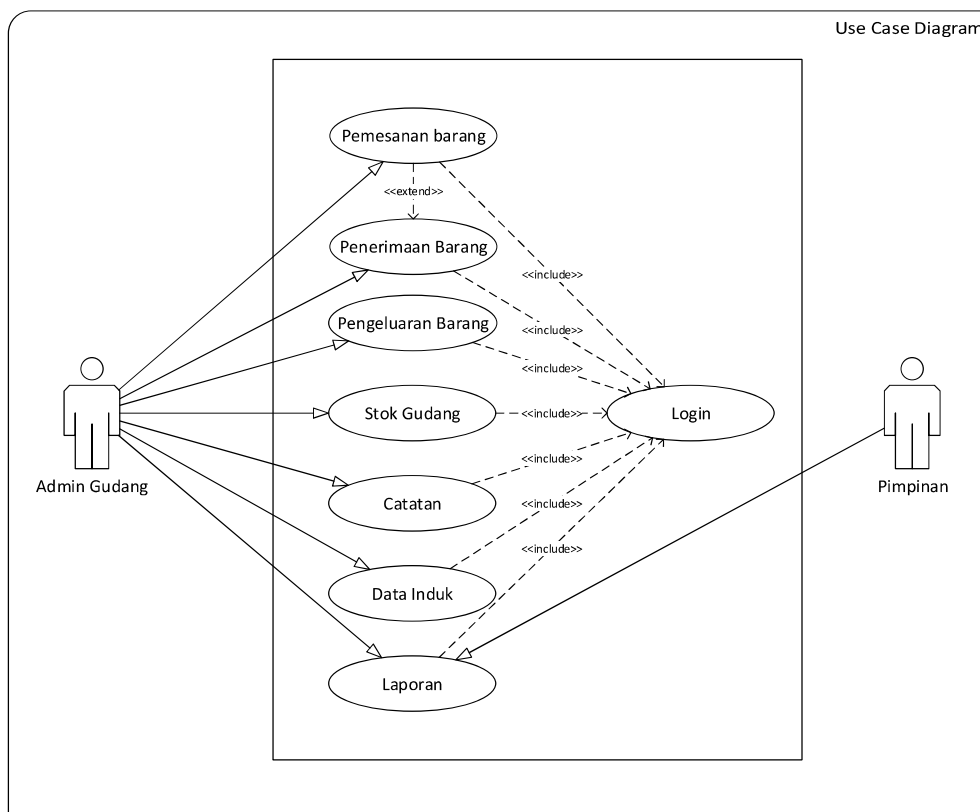 Use Case Diagram
Pemesanan barang
<<extend>>
Penerimaan Barang
<<include>>
Pengeluaran Barang
<<include>>
<<include>>
Stok Gudang
<<include>>
Login
<<include>>
Admin Gudang
Pimpinan
Catatan
<<include>>
<<include>>
Data Induk
Laporan